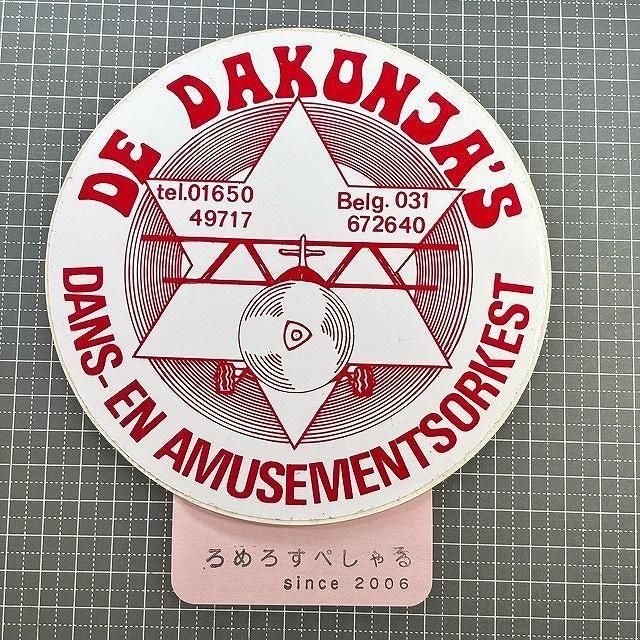 DE DAKONJA'S
tel.01650
49717
Belg. 031
672640
DANS- EN AMUSEMENTSORKEST
ろめろすぺしゃる
since 2006